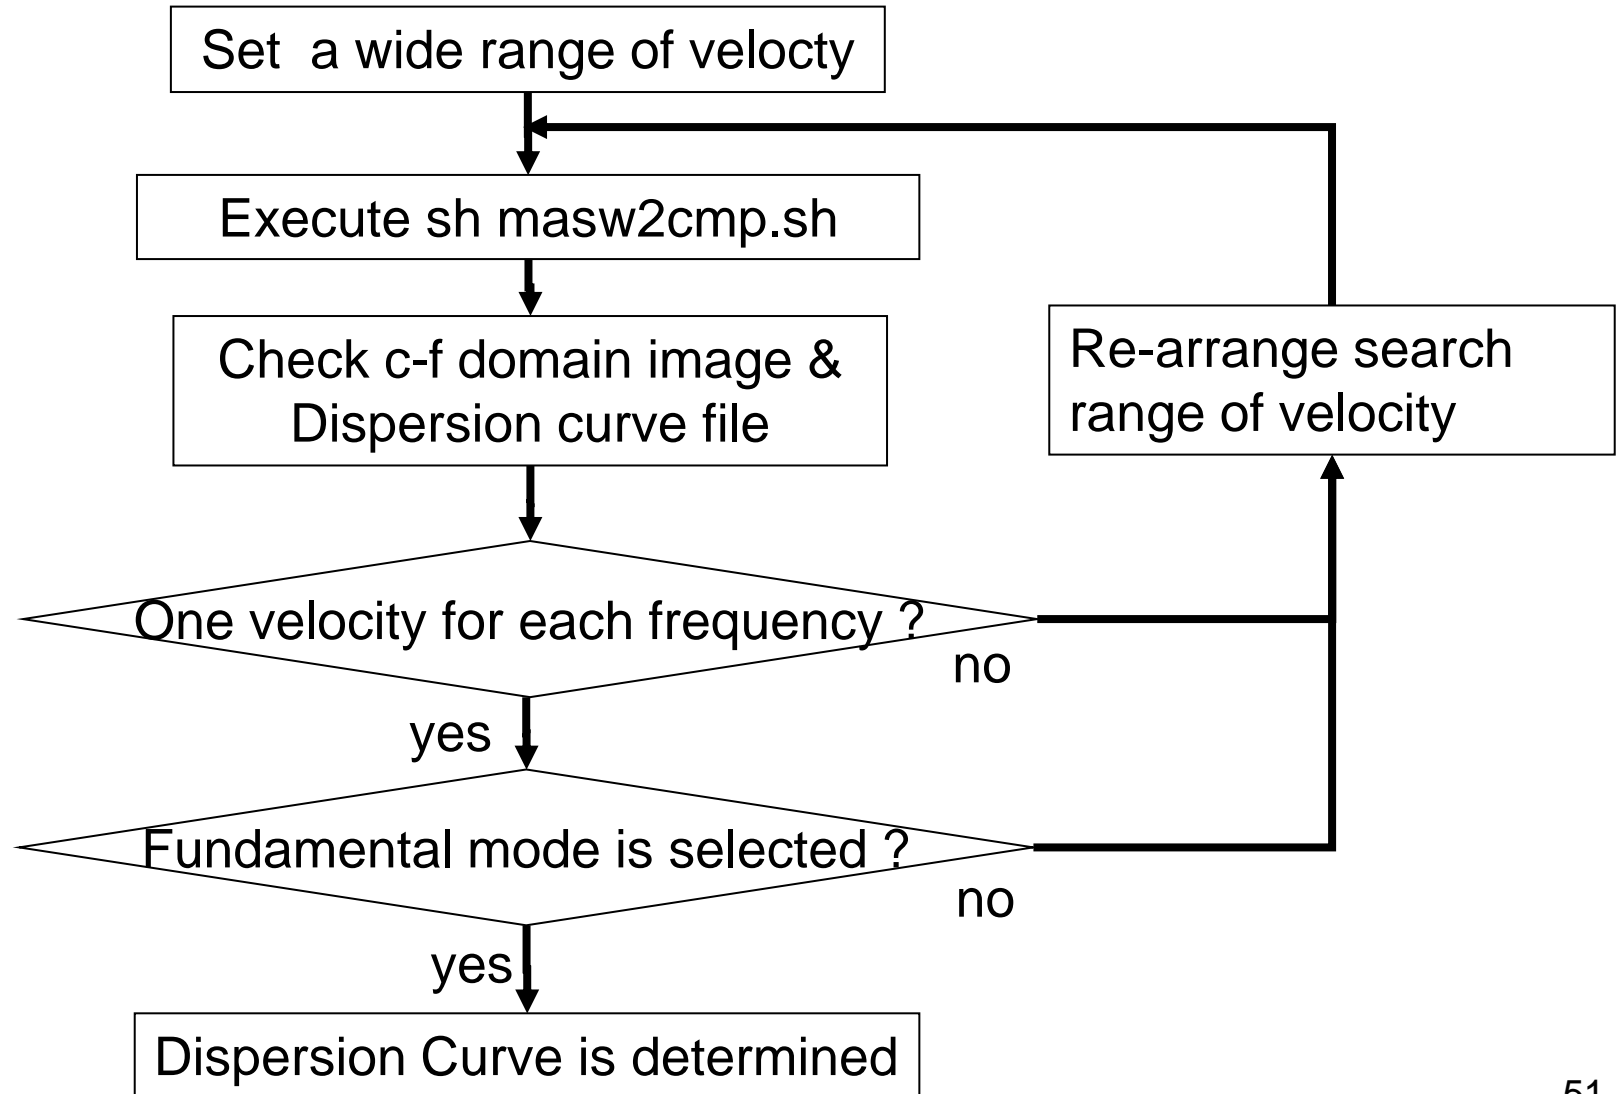 Set a wide range of velocty
Execute sh masw2cmp.sh
Check c-f domain image &
Dispersion curve file
Re-arrange search
range of velocity
One velocity for each frequency ?
no
yes
Fundamental mode is selected ?
no
yes
Dispersion Curve is determined
51